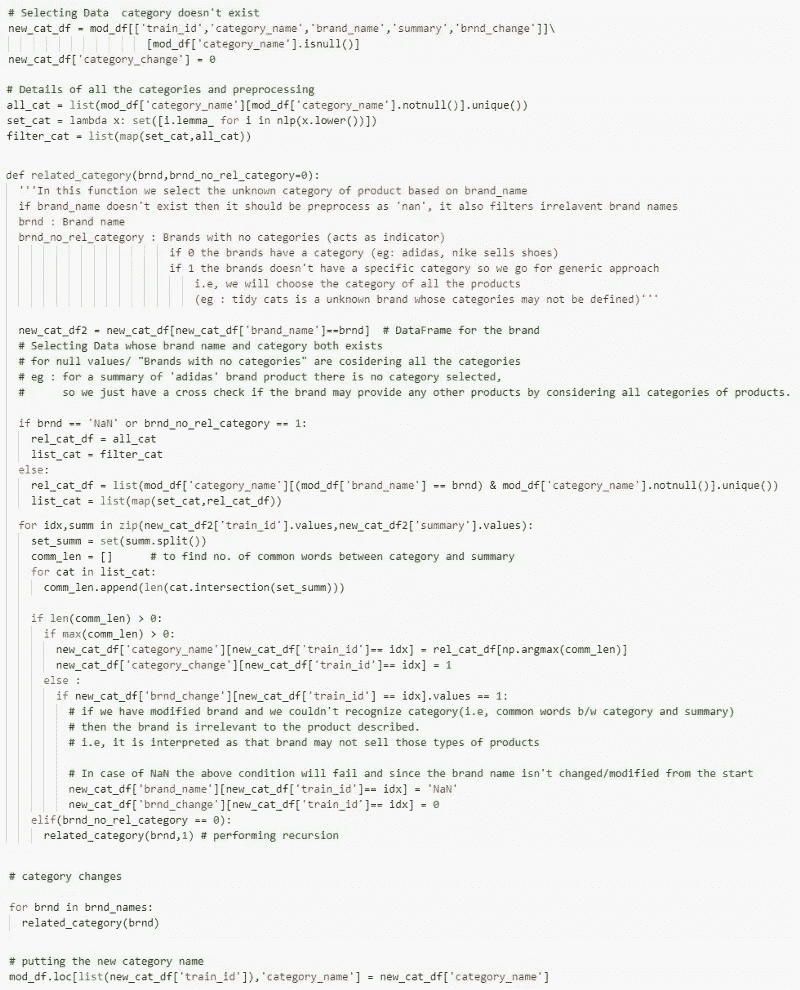 # Selecting Data  category doesn't exist
new_cat_df = mod_df[['train_id','category_name','brand_name','summary','brnd_change']]\
                    [mod_df['category_name'].isnull()]
new_cat_df['category_change'] = 0
# Details of all the categories and preprocessing
all_cat = list(mod_df['category_name'][mod_df['category_name'].notnull()].unique())
set_cat = lambda x: set([i.lemma_ for i in nlp(x.lower())])
filter_cat = list(map(set_cat,all_cat))
def related_category(brnd,brnd_no_rel_category=0):
  '''In this function we select the unknown category of product based on brand_name
  if brand_name doesn't exist then it should be preprocess as 'nan', it also filters irrelavent brand names
  brnd : Brand name
  brnd_no_rel_category : Brands with no categories (acts as indicator)
                          if 0 the brands have a category (eg: adidas, nike sells shoes)
                          if 1 the brands doesn't have a specific category so we go for generic approach
                              i.e, we will choose the category of all the products
                              (eg : tidy cats is a unknown brand whose categories may not be defined)'''
  new_cat_df2 = new_cat_df[new_cat_df['brand_name']==brnd]  # DataFrame for the brand
  # Selecting Data whose brand name and category both exists
  # for null values/ "Brands with no categories" are cosidering all the categories
  # eg : for a summary of 'adidas' brand product there is no category selected,
  #      so we just have a cross check if the brand may provide any other products by considering all categories of products.
  if brnd == 'NaN' or brnd_no_rel_category == 1:
    rel_cat_df = all_cat
    list_cat = filter_cat
  else:
    rel_cat_df = list(mod_df['category_name'][(mod_df['brand_name'] == brnd) & mod_df['category_name'].notnull()].unique())
    list_cat = list(map(set_cat,rel_cat_df))
  for idx,summ in zip(new_cat_df2['train_id'].values,new_cat_df2['summary'].values):
    set_summ = set(summ.split())
    comm_len = []      # to find no. of common words between category and summary
    for cat in list_cat:
      comm_len.append(len(cat.intersection(set_summ)))
    if len(comm_len) > 0:
      if max(comm_len) > 0:
        new_cat_df['category_name'][new_cat_df['train_id']== idx] = rel_cat_df[np.argmax(comm_len)]
        new_cat_df['category_change'][new_cat_df['train_id']== idx] = 1
      else :
        if new_cat_df['brnd_change'][new_cat_df['train_id'] == idx].values == 1:
          # if we have modified brand and we couldn't recognize category(i.e, common words b/w category and summary)
          # then the brand is irrelevant to the product described.
          # i.e, it is interpreted as that brand may not sell those types of products
          # In case of NaN the above condition will fail and since the brand name isn't changed/modified from the start
          new_cat_df['brand_name'][new_cat_df['train_id']== idx] = 'NaN'
          new_cat_df['brnd_change'][new_cat_df['train_id']== idx] = 0
    elif(brnd_no_rel_category == 0):
      related_category(brnd,1) # performing recursion
# category changes
for brnd in brnd_names:
  related_category(brnd)
# putting the new category name
mod_df.loc[list(new_cat_df['train_id']),'category_name'] = new_cat_df['category_name']